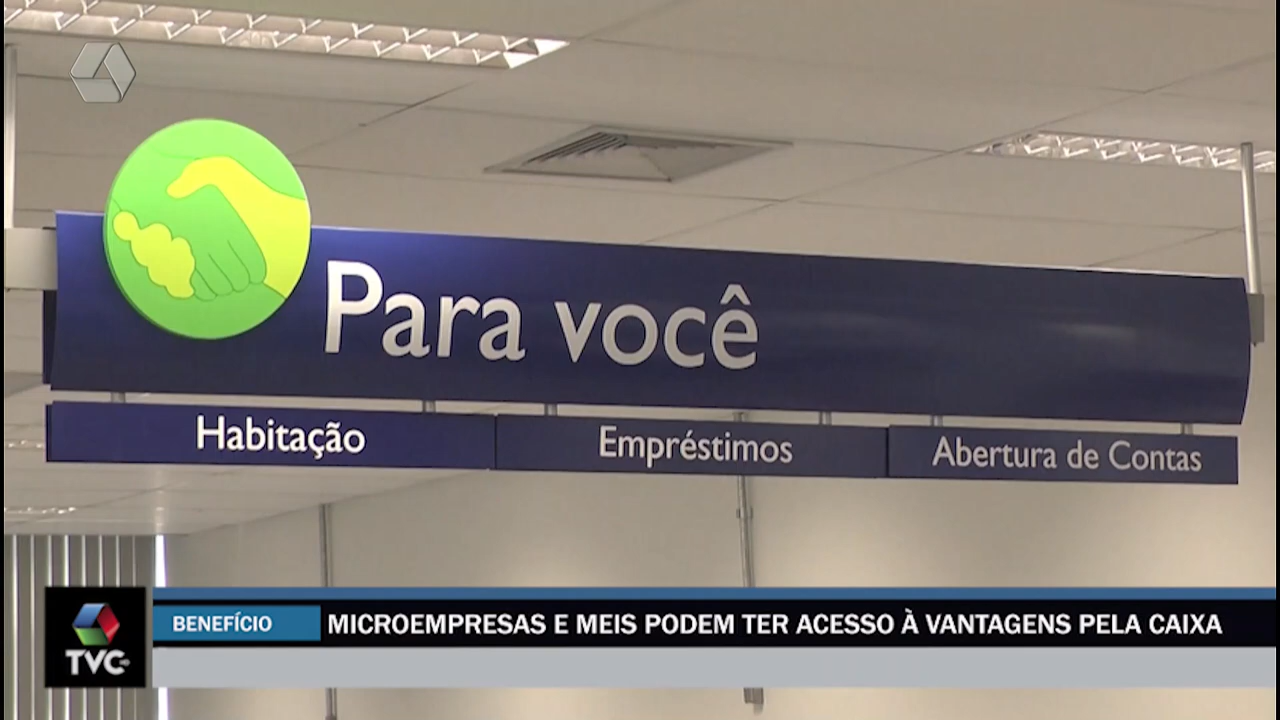 Para você
Habitação
Empréstimos
Abertura de Contas
BENEFÍCIO
MICROEMPRESAS E MEIS PODEM TER ACESSO À VANTAGENS PELA CAIXA
TVC